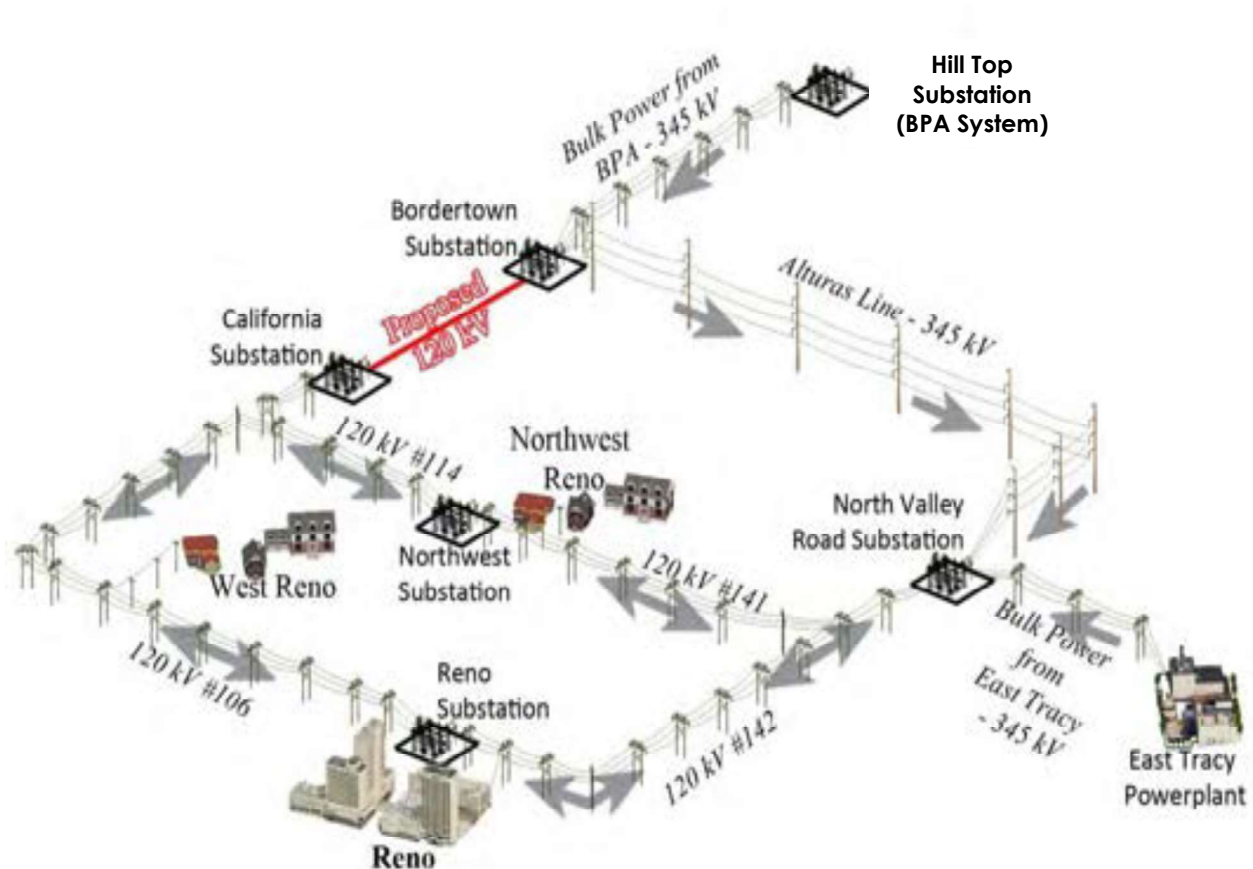 Hill Top
Substation
(BPA System)
Bulk Power from
BPA - 345 kV
Bordertown
Substation
Alturas Line - 345 kV
Proposed
120 kV
California
Substation
120 kV #114
Northwest
Reno
North Valley
Road Substation
West Reno
Northwest
Substation
120 kV #141
Bulk Power
from
East Tracy
- 345 kV
120 kV #106
Reno
Substation
120 kV #142
East Tracy
Powerplant
Reno